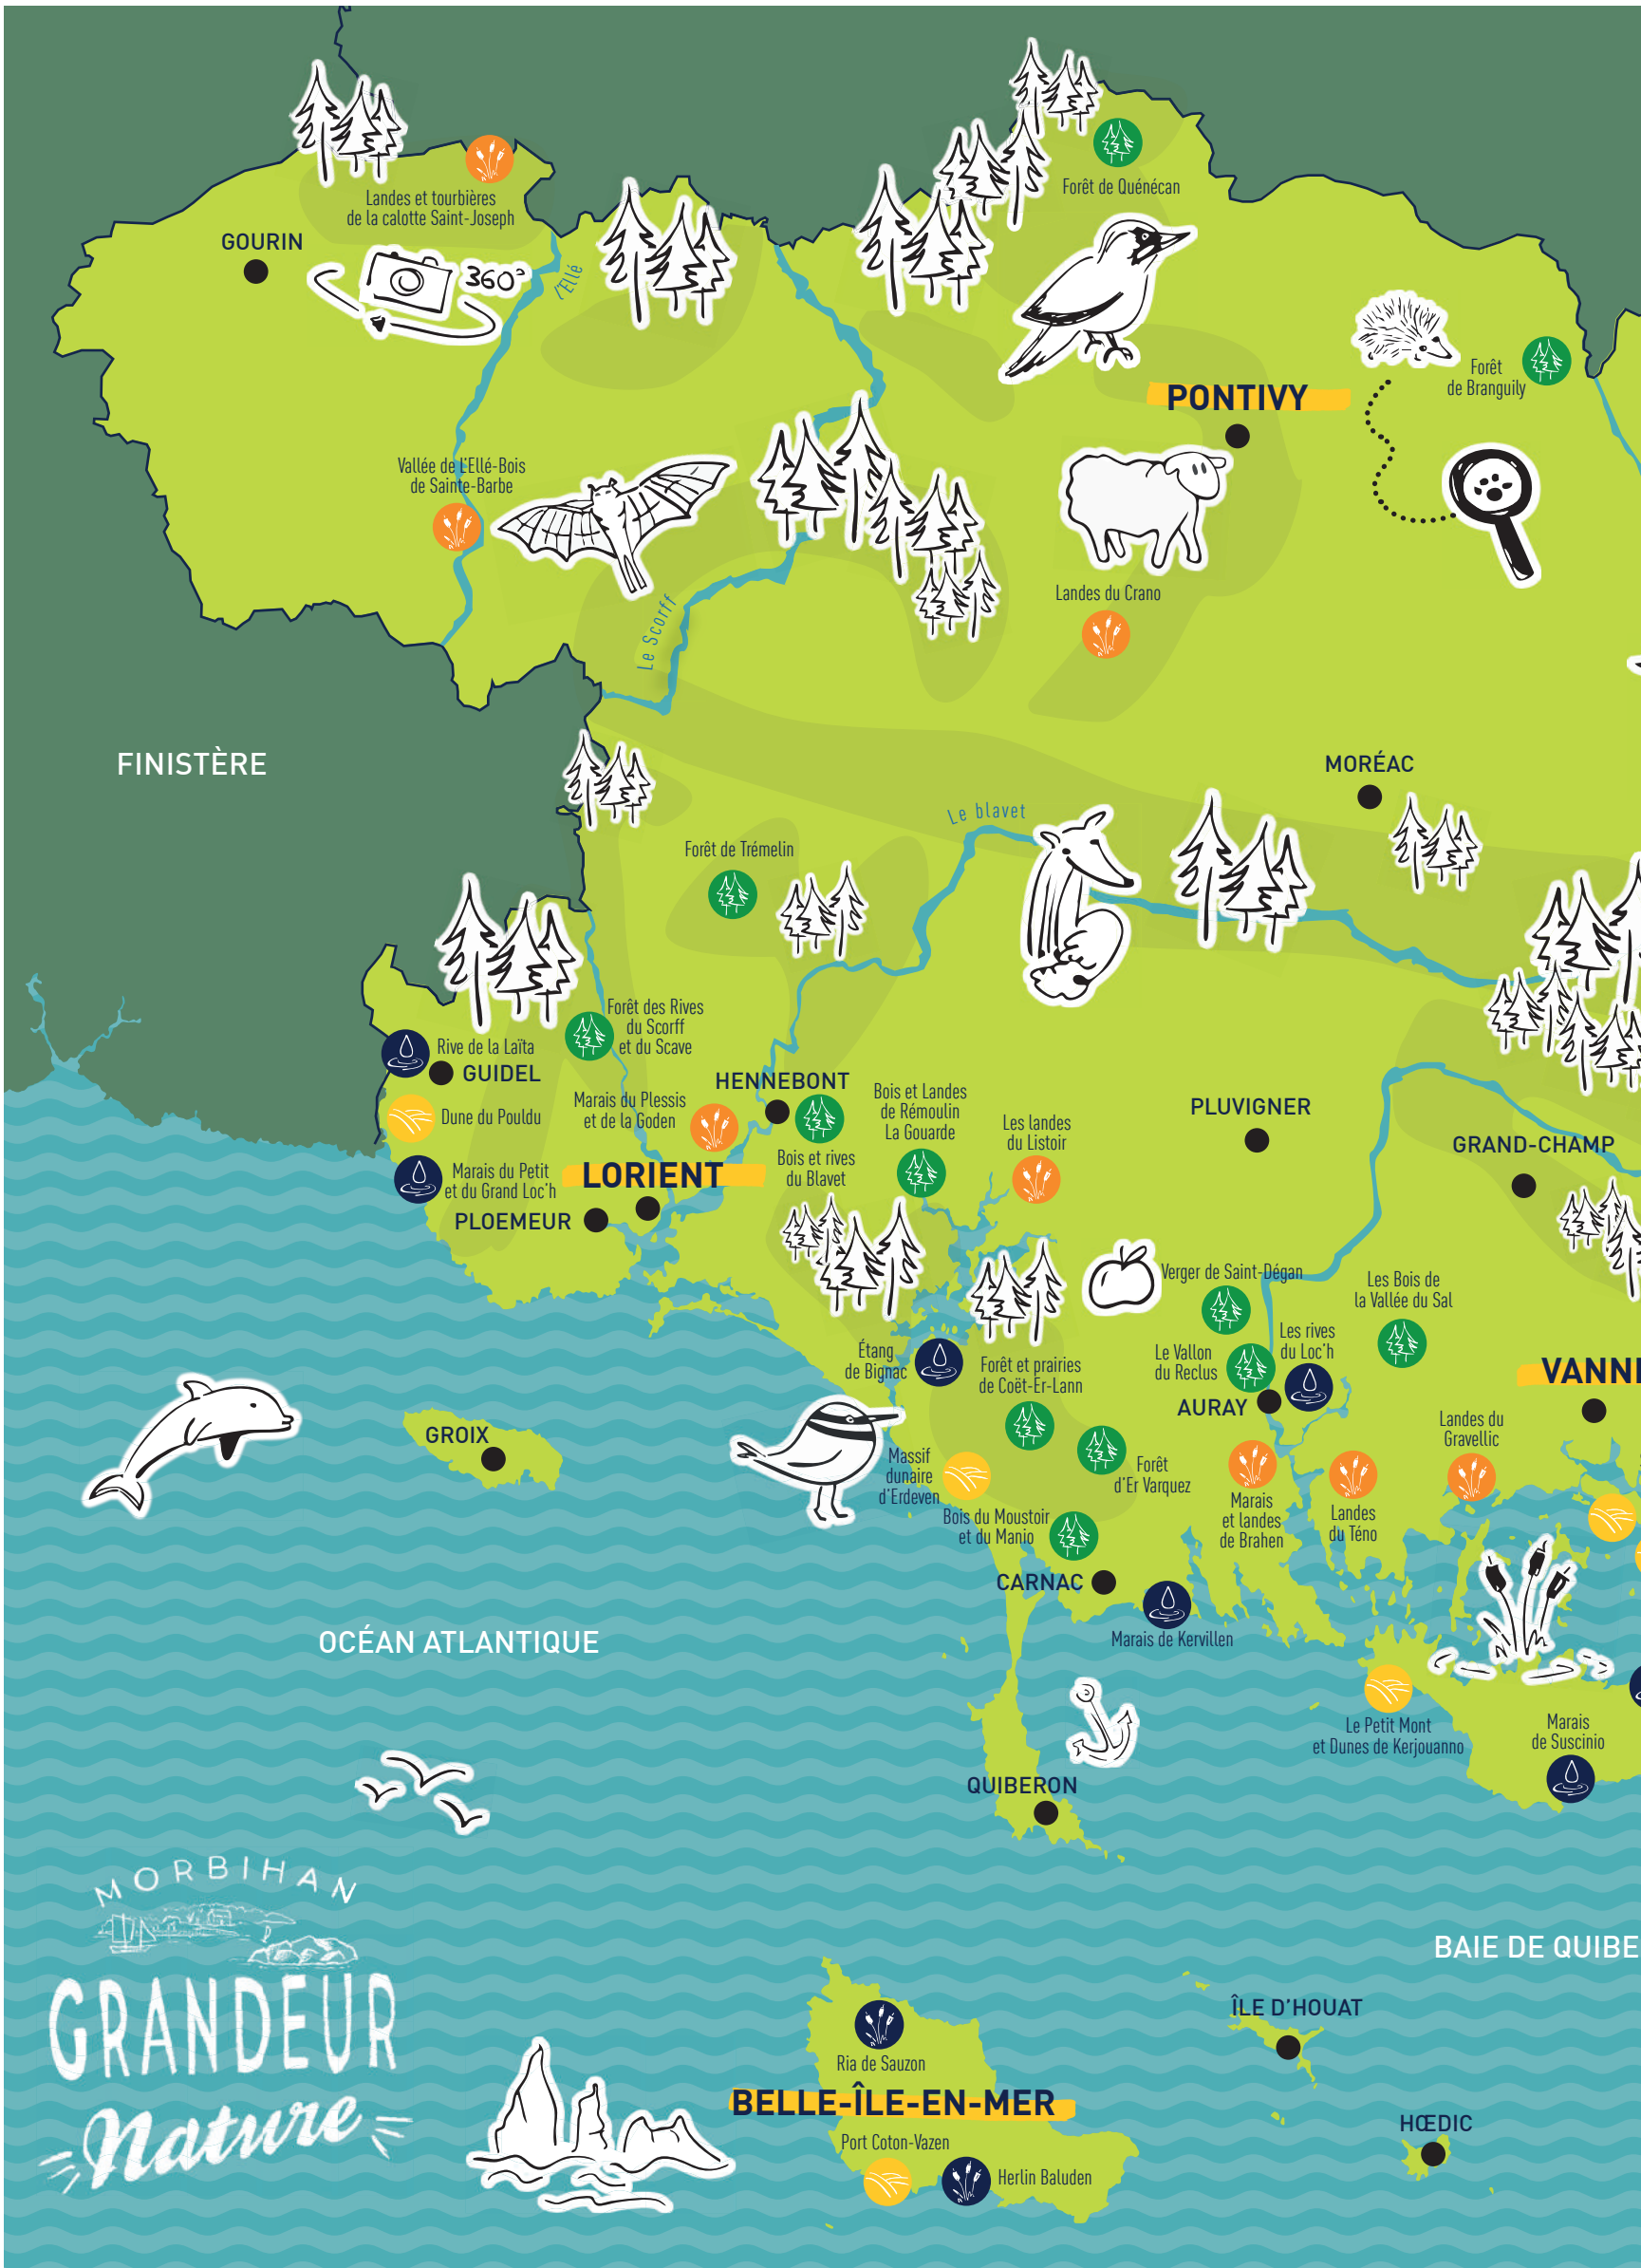 Landes et tourbières
de la calotte Saint-Joseph
Forêt de Quénécan
GOURIN
360°
l'Ellé
Forêt
de Branguily
PONTIVY
Vallée de L'Ellé-Bois
de Sainte-Barbe
Landes du Crano
Le Scorff
FINISTÈRE
MORÉAC
Le blavet
Forêt de Trémelin
Forêt des Rives
du Scorff
et du Scave
Rive de la Laïta
GUIDEL
HENNEBONT
Bois et Landes
de Rémoulin
La Gouarde
Marais du Plessis
et de la Goden
Dune du Pouldu
Les landes
du Listoir
PLUVIGNER
GRAND-CHAMP
Bois et rives
du Blavet
Marais du Petit
et du Grand Loc'h
LORIENT
PLOEMEUR
Verger de Saint-Dégan
Les Bois de
la Vallée du Sal
Les rives
du Loc'h
Étang
de Bignac
Forêt et prairies
de Coët-Er-Lann
Le Vallon
du Reclus
VANN
AURAY
GROIX
Landes du
Gravellic
Massif
dunaire
d'Erdeven
Forêt
d'Er Varquez
Marais
et landes
de Brahen
Landes
du Téno
Bois du Moustoir
et du Manio
CARNAC
Marais de Kervillen
OCÉAN ATLANTIQUE
Le Petit Mont
et Dunes de Kerjouanno
Marais
de Suscinio
QUIBERON
MORBIHAN
GRANDEUR
Nature
BAIE DE QUIBE
ÎLE D'HOUAT
Ria de Sauzon
BELLE-ÎLE-EN-MER
HŒDIC
Port Coton-Vazen
Herlin Baluden